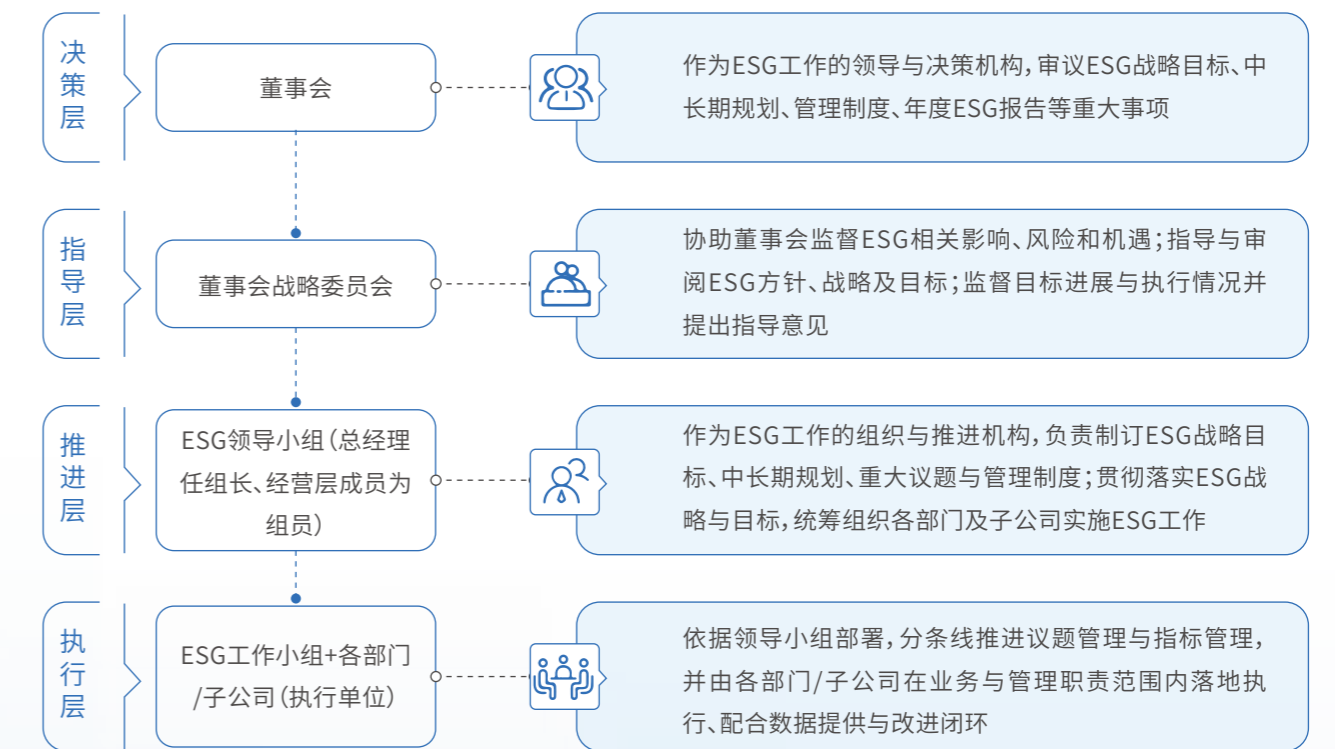 决策层
董事会
作为ESG工作的领导与决策机构，审议ESG战略目标、中
长期规划、管理制度、年度ESG报告等重大事项
指导层
董事会战略委员会
协助董事会监督ESG相关影响、风险和机遇；指导与审
阅ESG方针、战略及目标；监督目标进展与执行情况并
提出指导意见
推进层
ESG领导小组（总经理
任组长、经营层成员为
组员）
作为ESG工作的组织与推进机构，负责制订ESG战略目
标、中长期规划、重大议题与管理制度；贯彻落实ESG战
略与目标，统筹组织各部门及子公司实施ESG工作
执行层
ESG工作小组+各部门
/子公司（执行单位）
依据领导小组部署，分条线推进议题管理与指标管理，
并由各部门/子公司在业务与管理职责范围内落地执
行、配合数据提供与改进闭环